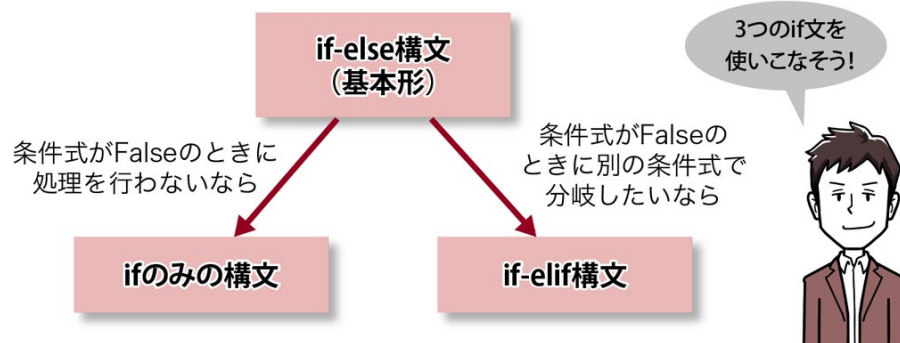 if-else構文
（基本形）
3つのif文を
使いこなそう!
条件式がFalseのときに
処理を行わないなら
条件式がFalseの
ときに別の条件式で
分岐したいなら
ifのみの構文
if-elif構文